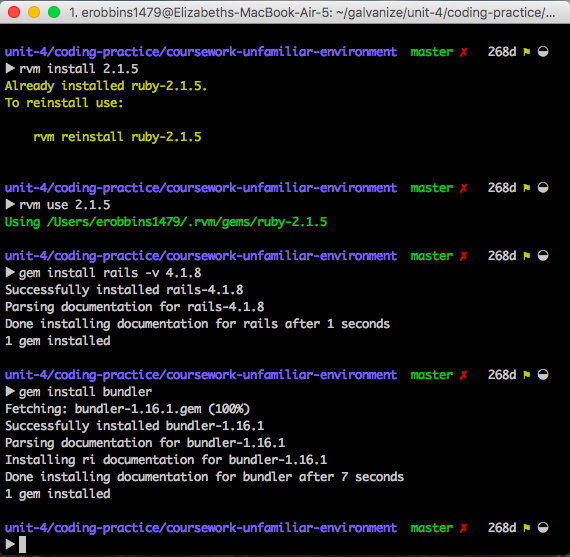 1. erobbins1479@Elizabeths-MacBook-Air-5: ~/galvanize/unit-4/coding-practice/...
unit-4/coding-practice/coursework-unfamiliar-environment master ✗ 268d ⚑ ◒
▶ rvm install 2.1.5
Already installed ruby-2.1.5.
To reinstall use:
rvm reinstall ruby-2.1.5
unit-4/coding-practice/coursework-unfamiliar-environment master ✗ 268d ⚑ ◒
▶ rvm use 2.1.5
Using /Users/erobbins1479/.rvm/gems/ruby-2.1.5
unit-4/coding-practice/coursework-unfamiliar-environment master ✗ 268d ⚑ ◒
▶ gem install rails -v 4.1.8
Successfully installed rails-4.1.8
Parsing documentation for rails-4.1.8
Done installing documentation for rails after 1 seconds
1 gem installed
unit-4/coding-practice/coursework-unfamiliar-environment master ✗ 268d ⚑ ◒
▶ gem install bundler
Fetching: bundler-1.16.1.gem (100%)
Successfully installed bundler-1.16.1
Parsing documentation for bundler-1.16.1
Installing ri documentation for bundler-1.16.1
Done installing documentation for bundler after 7 seconds
1 gem installed
unit-4/coding-practice/coursework-unfamiliar-environment master ✗ 268d ⚑ ◒
▶